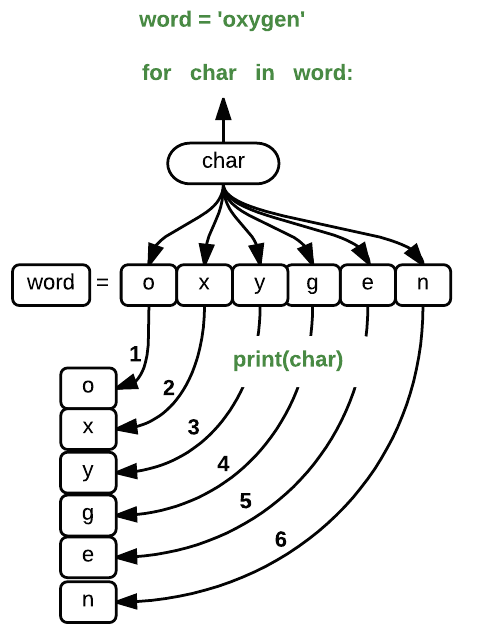 word = 'oxygen'
for char in word:
char
word = o x y g e n
1
print(char)
o
2
x
3
y
4
g
5
e
6
n